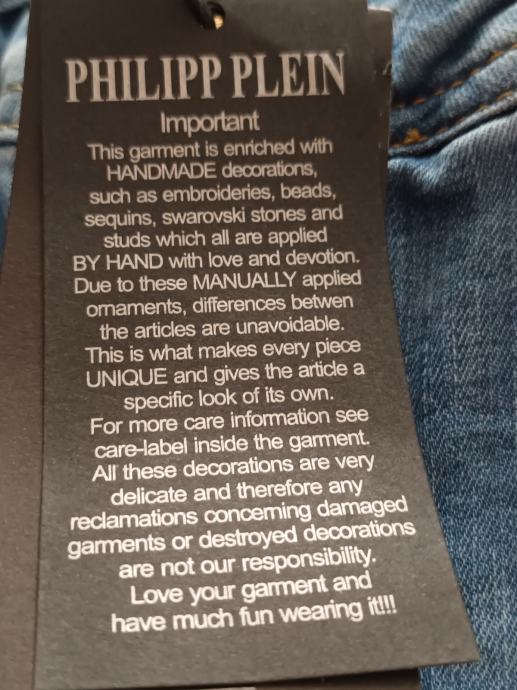 PHILIPP PLEIN
Important
This garment is enriched with
HANDMADE decorations,
such as embroideries, beads,
sequins, swarovski stones and
studs which all are applied
BY HAND with love and devotion.
Due to these MANUALLY applied
ornaments, differences betwen
the articles are unavoidable.
This is what makes every piece
UNIQUE and gives the article a
specific look of its own.
For more care information see
care-label inside the garment.
All these decorations are very
delicate and therefore any
reclamations concerning damaged
garments or destroyed decorations
are not our responsibility.
Love your garment and
have much fun wearing it!!!